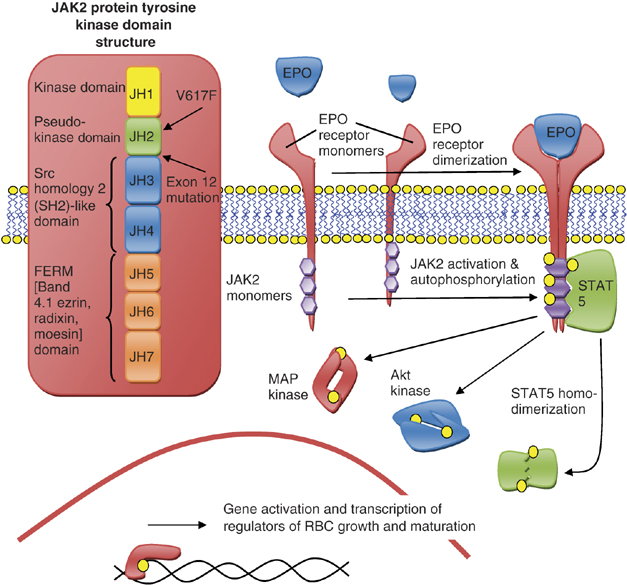 JAK2 protein tyrosine
kinase domain
structure
Kinase domain
JH1
V617F
Pseudo-
kinase domain
JH2
Src
homology 2
(SH2)-like
domain
JH3
Exon 12
mutation
JH4
FERM
[Band
4.1 ezrin,
radixin,
moesin]
domain
JH5
JH6
JH7
EPO
EPO
receptor
monomers
EPO
receptor
dimerization
EPO
JAK2
monomers
JAK2 activation &
autophosphorylation
STAT
5
MAP
kinase
Akt
kinase
STAT5 homo-
dimerization
Gene activation and transcription of
regulators of RBC growth and maturation